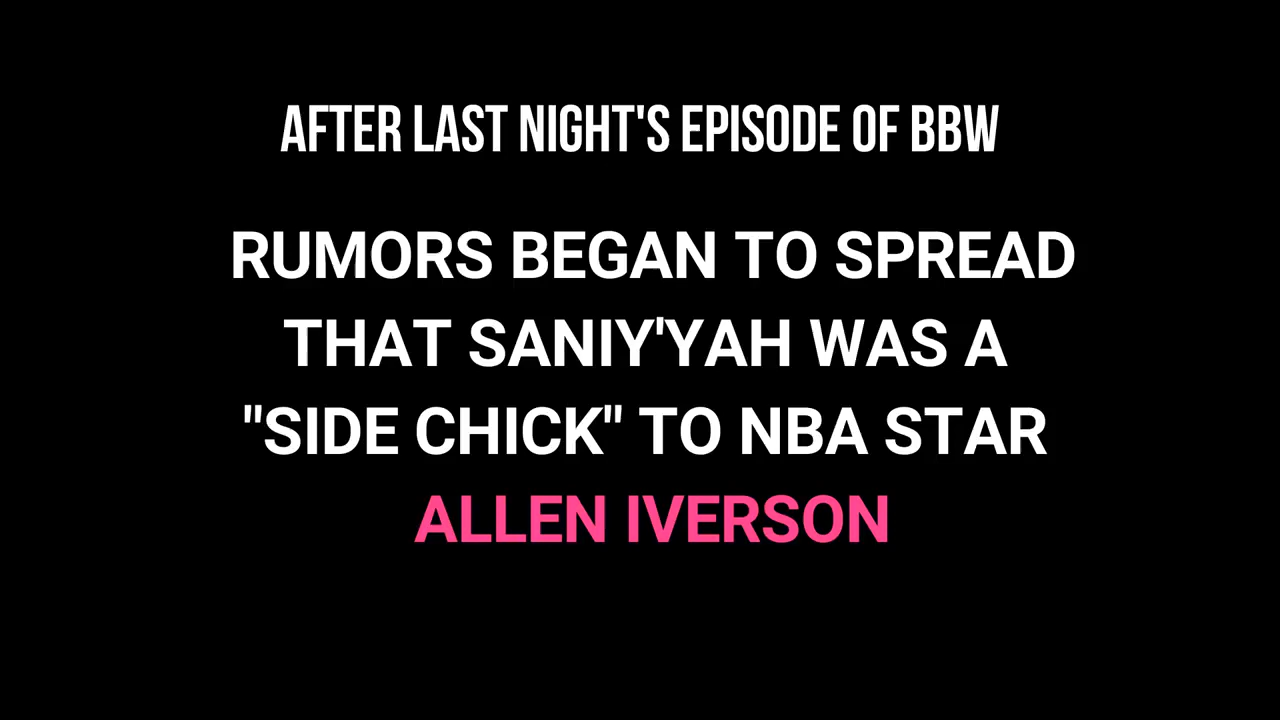 AFTER LAST NIGHT'S EPISODE OF BBW
RUMORS BEGAN TO SPREAD
THAT SANIY'YAH WAS A
"SIDE CHICK" TO NBA STAR
ALLEN IVERSON